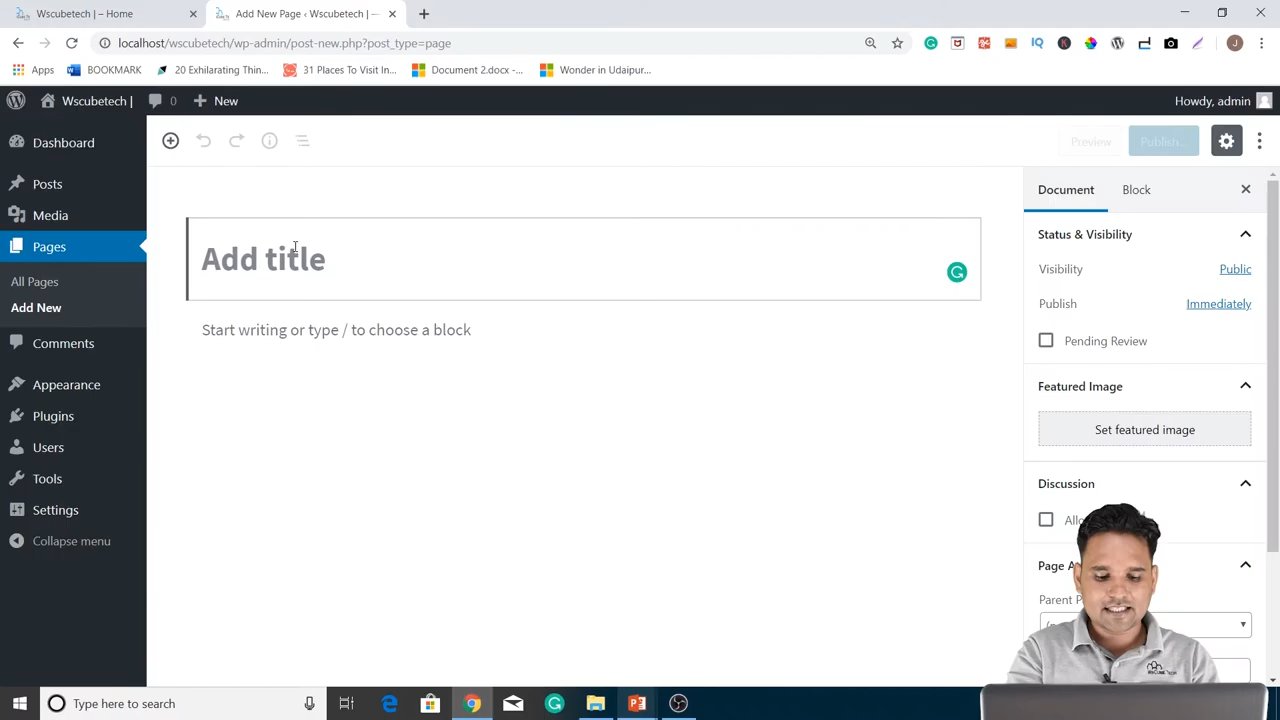 Wscubetech | – Home
Add New Page ‹ Wscubetech | —
localhost/wscubetech/wp-admin/post-new.php?post_type=page
Apps
BOOKMARK
20 Exhilarating Thin...
31 Places To Visit In...
Document 2.docx -...
Wonder in Udaipur...
Wscubetech |
0
New
Howdy, admin
Dashboard
Posts
Media
Pages
All Pages
Add New
Comments
Appearance
Plugins
Users
Tools
Settings
Collapse menu
Preview
Publish...
Add title
Start writing or type / to choose a block
Document
Block
Status & Visibility
Visibility
Public
Publish
Immediately
Pending Review
Featured Image
Set featured image
Discussion
Page
Parent
Type here to search